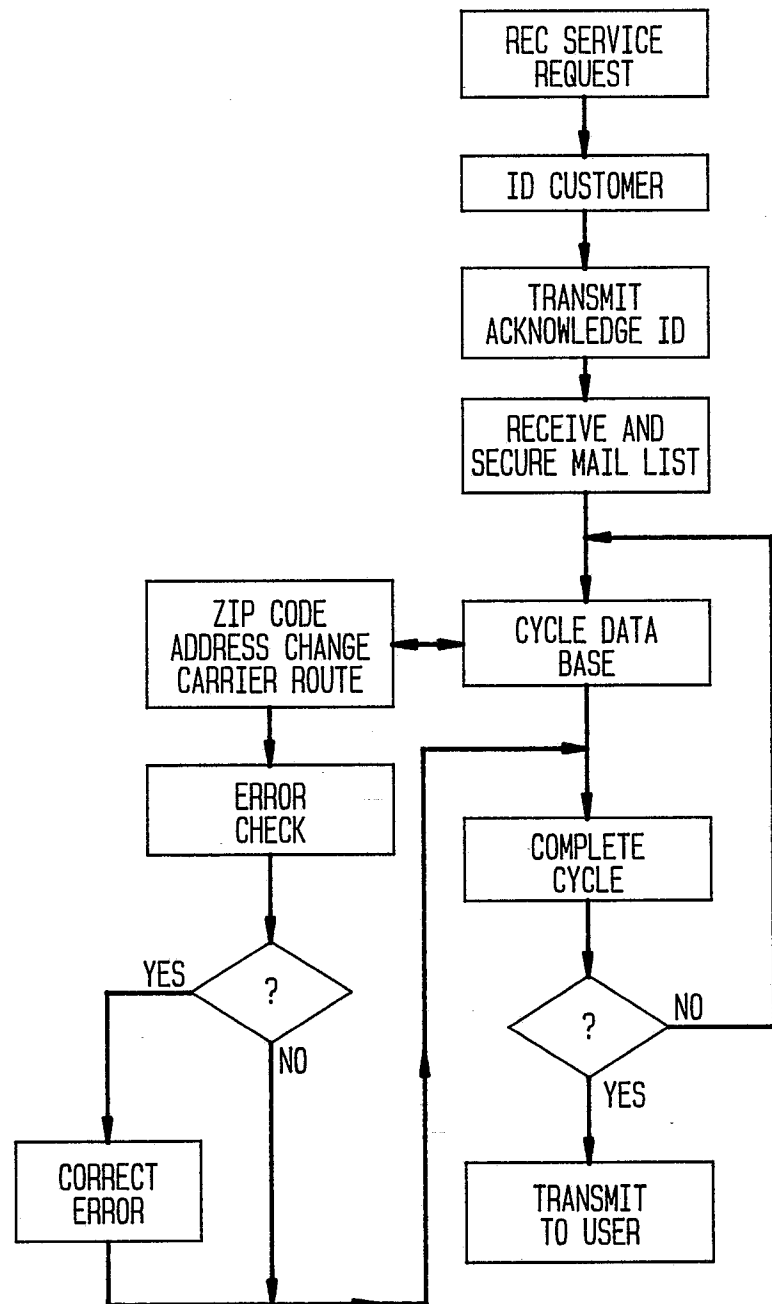 REC SERVICE
REQUEST
ID CUSTOMER
TRANSMIT
ACKNOWLEDGE ID
RECEIVE AND
SECURE MAIL LIST
ZIP CODE
ADDRESS CHANGE
CARRIER ROUTE
CYCLE DATA
BASE
ERROR
CHECK
COMPLETE
CYCLE
YES
?
NO
?
NO
YES
CORRECT
ERROR
TRANSMIT
TO USER